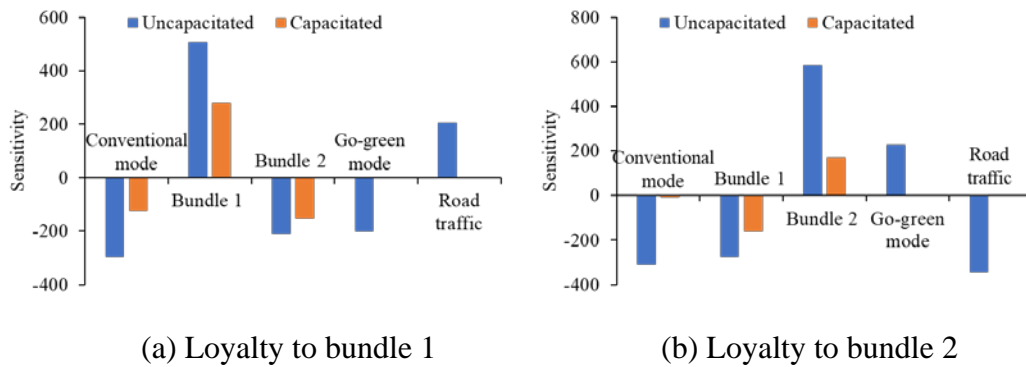 600
400
200
0
-200
-400
Sensitivity
Uncapacitated Capacitated
Conventional
mode
Bundle 1
Bundle 2
Go-green
mode
Road
traffic
(a) Loyalty to bundle 1
800
600
400
200
0
-200
-400
Sensitivity
Uncapacitated Capacitated
Conventional
mode
Bundle 1
Bundle 2
Go-green
mode
Road
traffic
(b) Loyalty to bundle 2